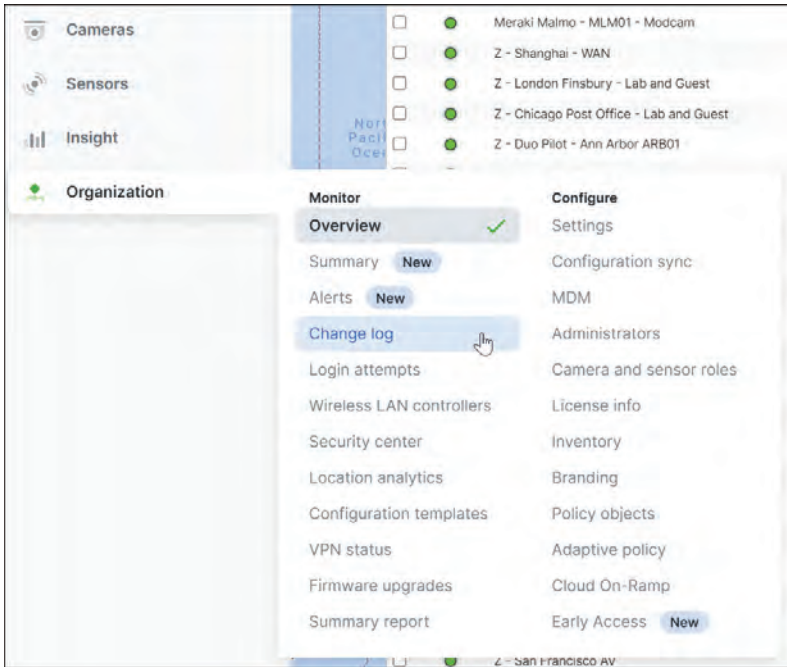 Cameras
Sensors
Insight
Organization
North
Pacific
Ocean
Meraki Malmo - MLM01 - Modcam
Z - Shanghai - WAN
Z - London Finsbury - Lab and Guest
Z - Chicago Post Office - Lab and Guest
Z - Duo Pilot - Ann Arbor ARB01
Monitor
Overview
Summary New
Alerts New
Change log
Login attempts
Wireless LAN controllers
Security center
Location analytics
Configuration templates
VPN status
Firmware upgrades
Summary report
Configure
Settings
Configuration sync
MDM
Administrators
Camera and sensor roles
License info
Inventory
Branding
Policy objects
Adaptive policy
Cloud On-Ramp
Early Access New
Z - San Francisco AV